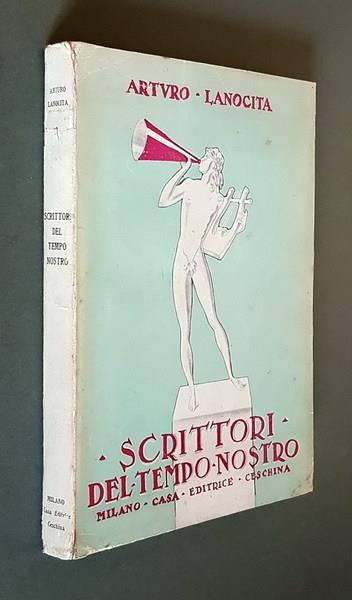 ARTURO
LANOCITA
SCRITTORI
DEL
TEMPO
NOSTRO
MILANO
Casa Editrice
Ceschina
ARTVRO · LANOCITA
· SCRITTORI ·
DEL·TEMPO·NOSTRO
MILANO · CASA · EDITRICE · CESCHINA